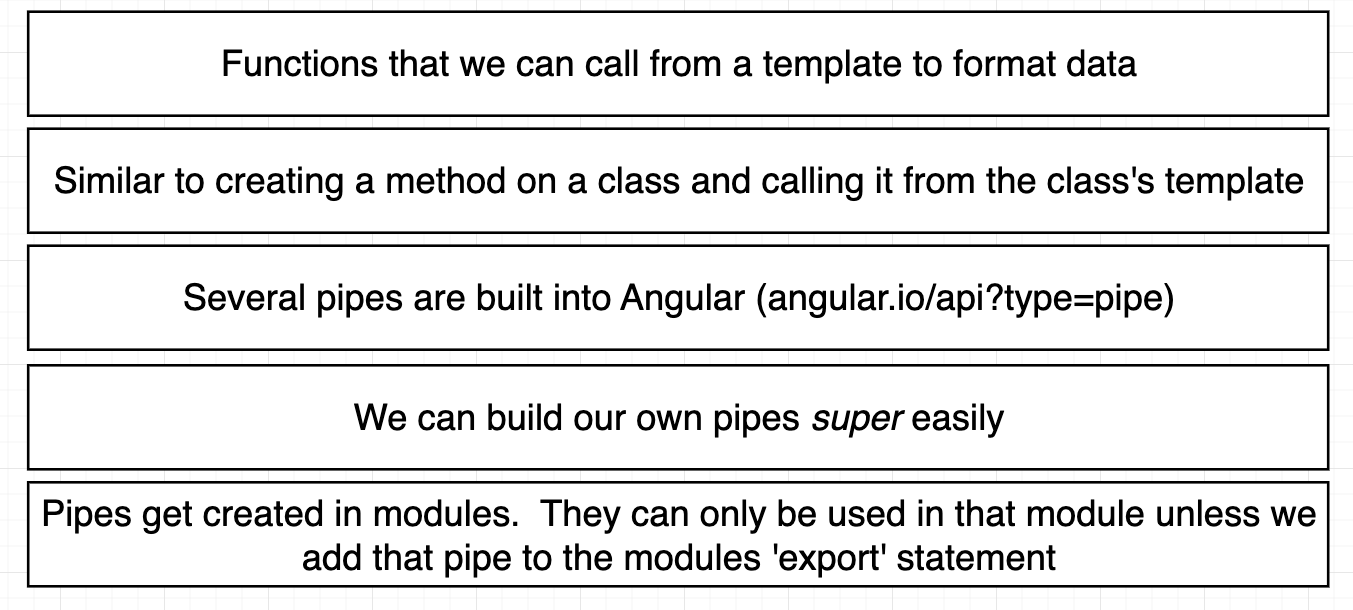 Functions that we can call from a template to format data
Similar to creating a method on a class and calling it from the class's template
Several pipes are built into Angular (angular.io/api?type=pipe)
We can build our own pipes super easily
Pipes get created in modules.  They can only be used in that module unless we
add that pipe to the modules 'export' statement